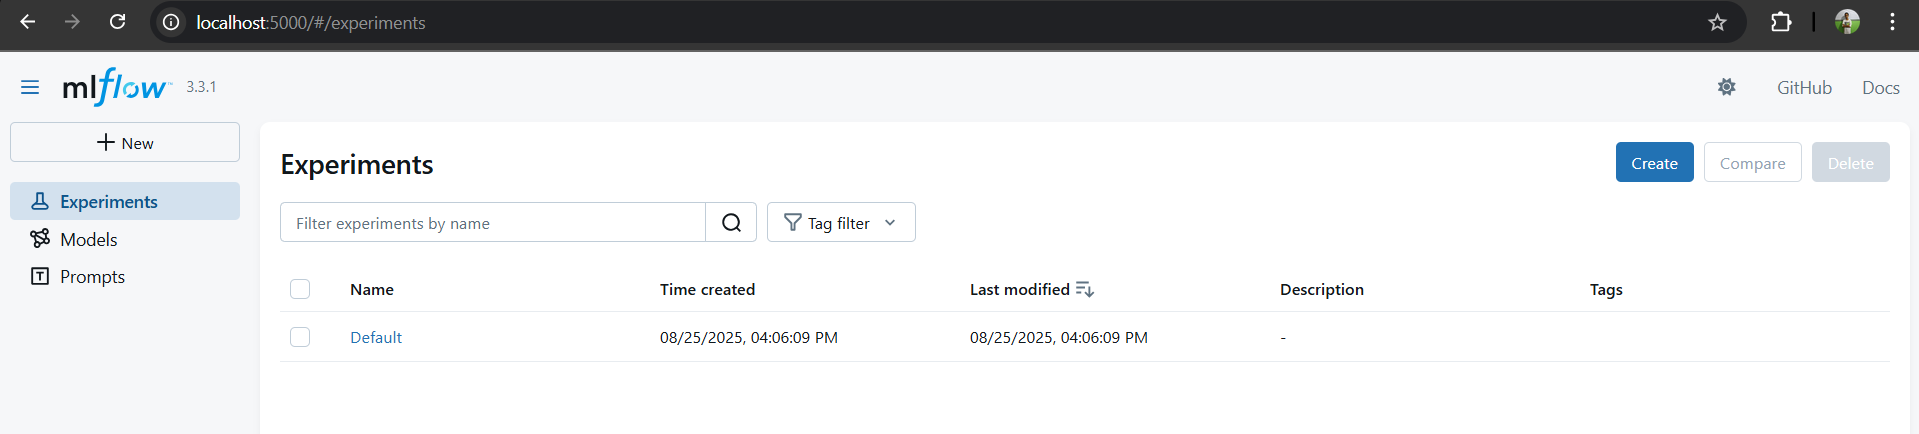 localhost:5000/#/experiments
mlflow™ 3.3.1
GitHub Docs
New
Experiments
Models
Prompts
Experiments
Create Compare Delete
Filter experiments by name Tag filter
Name Time created Last modified Description Tags
Default 08/25/2025, 04:06:09 PM 08/25/2025, 04:06:09 PM -